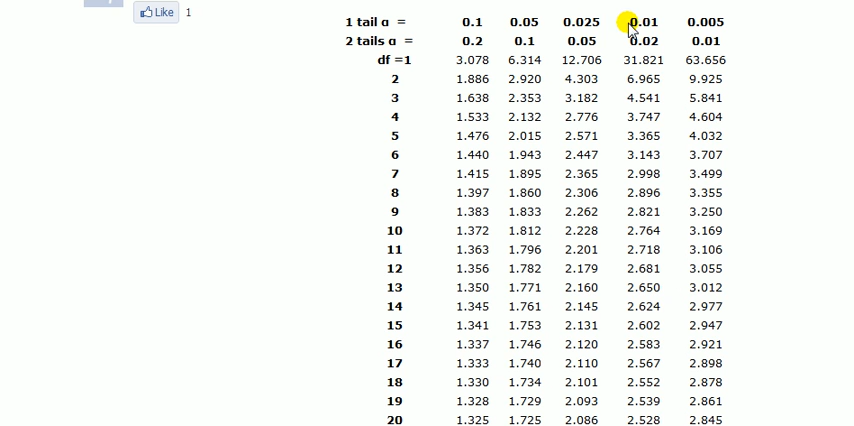 Like 1
1 tail α = 0.1 0.05 0.025 0.01 0.005
2 tails α = 0.2 0.1 0.05 0.02 0.01
df =1 3.078 6.314 12.706 31.821 63.656
2 1.886 2.920 4.303 6.965 9.925
3 1.638 2.353 3.182 4.541 5.841
4 1.533 2.132 2.776 3.747 4.604
5 1.476 2.015 2.571 3.365 4.032
6 1.440 1.943 2.447 3.143 3.707
7 1.415 1.895 2.365 2.998 3.499
8 1.397 1.860 2.306 2.896 3.355
9 1.383 1.833 2.262 2.821 3.250
10 1.372 1.812 2.228 2.764 3.169
11 1.363 1.796 2.201 2.718 3.106
12 1.356 1.782 2.179 2.681 3.055
13 1.350 1.771 2.160 2.650 3.012
14 1.345 1.761 2.145 2.624 2.977
15 1.341 1.753 2.131 2.602 2.947
16 1.337 1.746 2.120 2.583 2.921
17 1.333 1.740 2.110 2.567 2.898
18 1.330 1.734 2.101 2.552 2.878
19 1.328 1.729 2.093 2.539 2.861
20 1.325 1.725 2.086 2.528 2.845